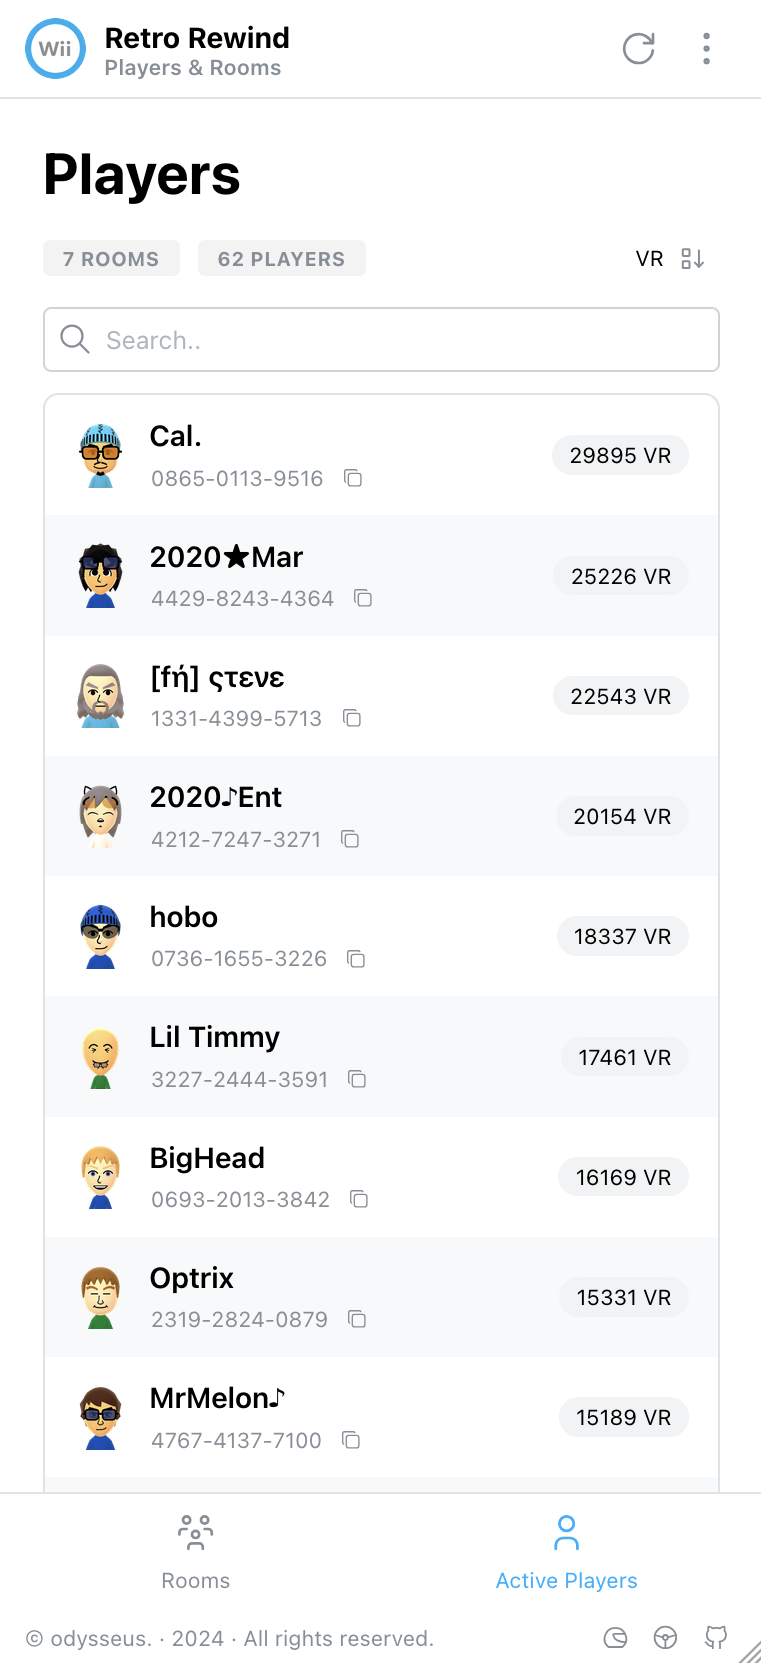 Wii
Retro Rewind
Players & Rooms
Players
7 ROOMS
62 PLAYERS
VR
Search..
Cal.
29895 VR
0865-0113-9516
2020★Mar
25226 VR
4429-8243-4364
[fή] ςτενε
22543 VR
1331-4399-5713
2020♪Ent
20154 VR
4212-7247-3271
hobo
18337 VR
0736-1655-3226
Lil Timmy
17461 VR
3227-2444-3591
BigHead
16169 VR
0693-2013-3842
Optrix
15331 VR
2319-2824-0879
MrMelon♪
15189 VR
4767-4137-7100
Rooms
Active Players
© odysseus. · 2024 · All rights reserved.